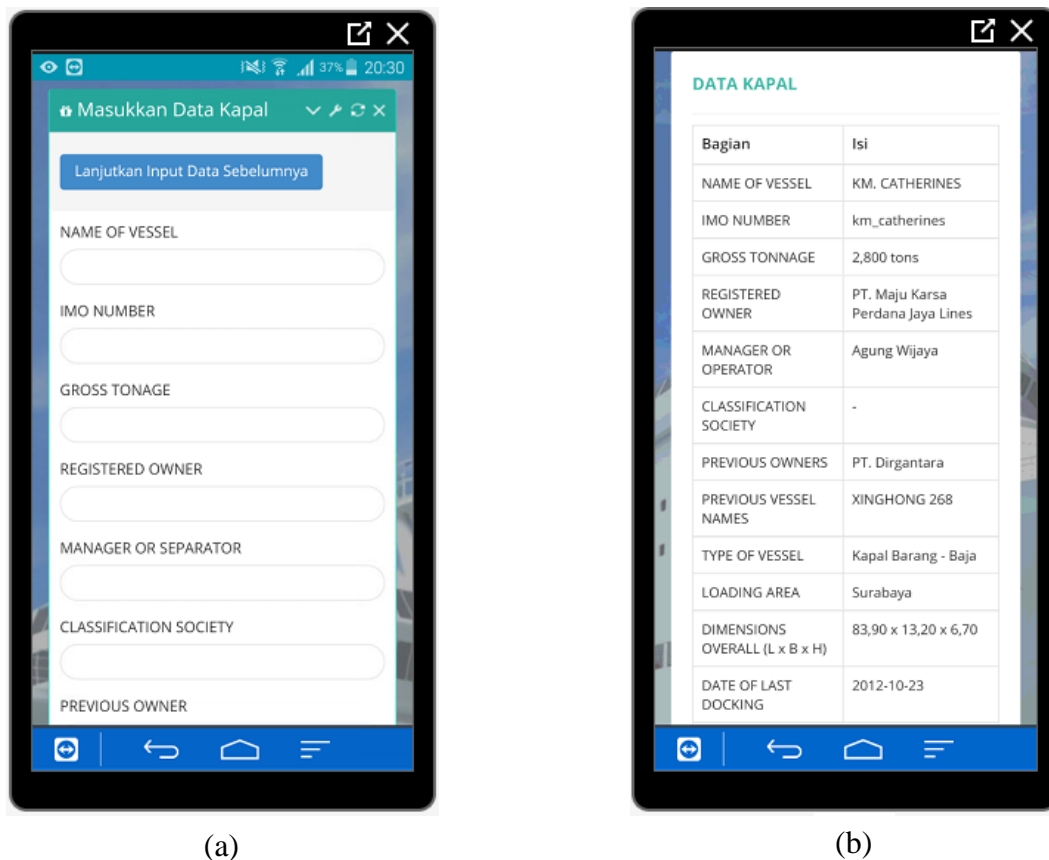 37% 20:30
Masukkan Data Kapal
Lanjutkan Input Data Sebelumnya
NAME OF VESSEL
IMO NUMBER
GROSS TONAGE
REGISTERED OWNER
MANAGER OR SEPARATOR
CLASSIFICATION SOCIETY
PREVIOUS OWNER
(a)
DATA KAPAL
Bagian Isi
NAME OF VESSEL KM. CATHERINES
IMO NUMBER km_catherines
GROSS TONNAGE 2,800 tons
REGISTERED PT. Maju Karsa
OWNER Perdana Jaya Lines
MANAGER OR Agung Wijaya
OPERATOR
CLASSIFICATION -
SOCIETY
PREVIOUS OWNERS PT. Dirgantara
PREVIOUS VESSEL XINGHONG 268
NAMES
TYPE OF VESSEL Kapal Barang - Baja
LOADING AREA Surabaya
DIMENSIONS 83,90 x 13,20 x 6,70
OVERALL (L x B x H)
DATE OF LAST 2012-10-23
DOCKING
(b)